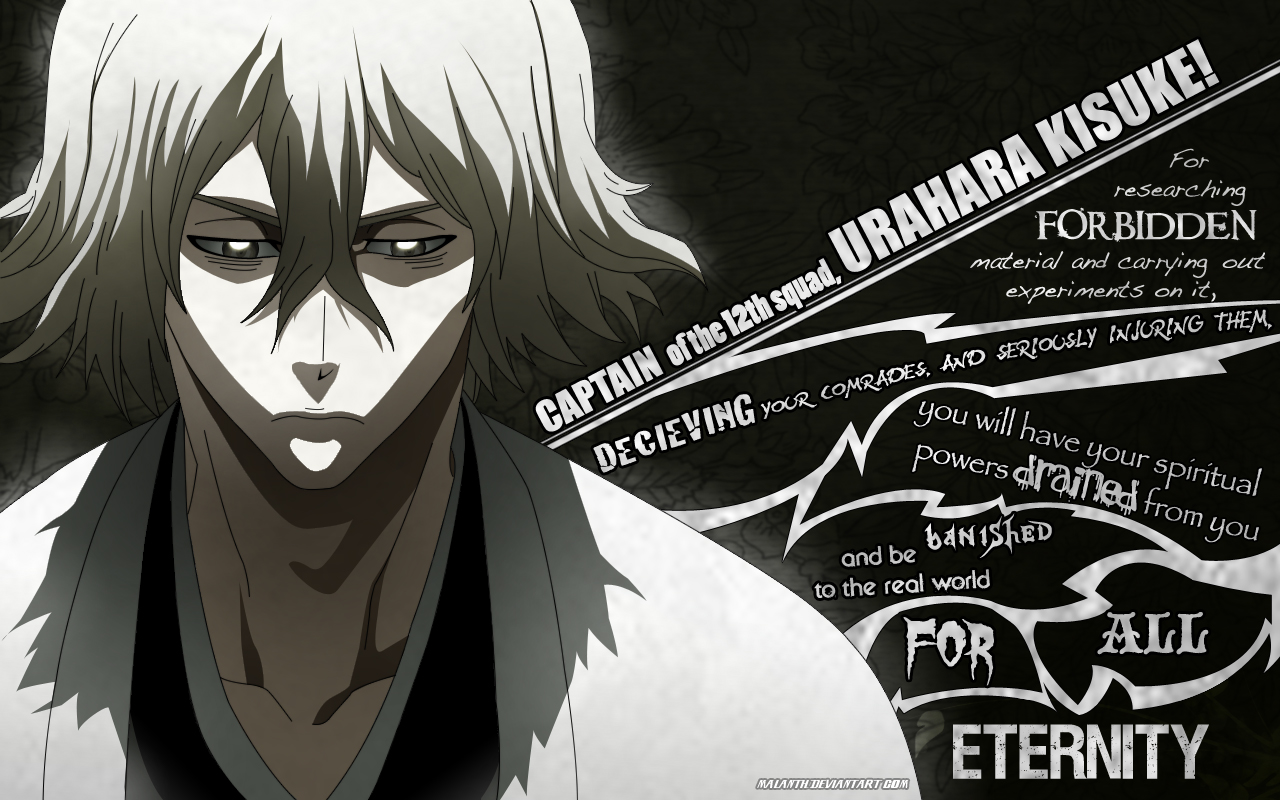 CAPTAIN of the 12th squad, URAHARA KISUKE!
For
researching
FORBIDDEN
material and carrying out
experiments on it,
DECIEVING YOUR COMRADES, AND SERIOUSLY INJURING THEM,
you will have your spiritual
powers drained from you
and be BANISHED
to the real world
FOR ALL
ETERNITY
MALANTH.DEVIANTART.COM